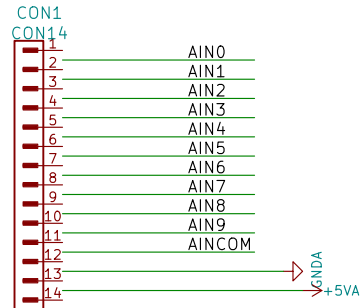 CON1
CON14
1
2
3
4
5
6
7
8
9
10
11
12
13
14
AIN0
AIN1
AIN2
AIN3
AIN4
AIN5
AIN6
AIN7
AIN8
AIN9
AINCOM
GNDA
+5VA